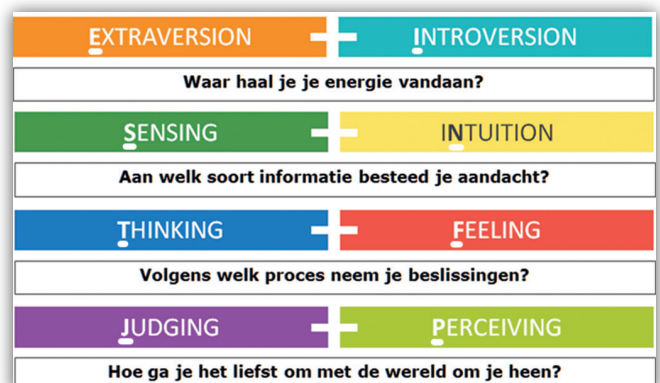 EXTRAVERSION INTROVERSION
Waar haal je je energie vandaan?
SENSING INTUITION
Aan welk soort informatie besteed je aandacht?
THINKING FEELING
Volgens welk proces neem je beslissingen?
JUDGING PERCEIVING
Hoe ga je het liefst om met de wereld om je heen?